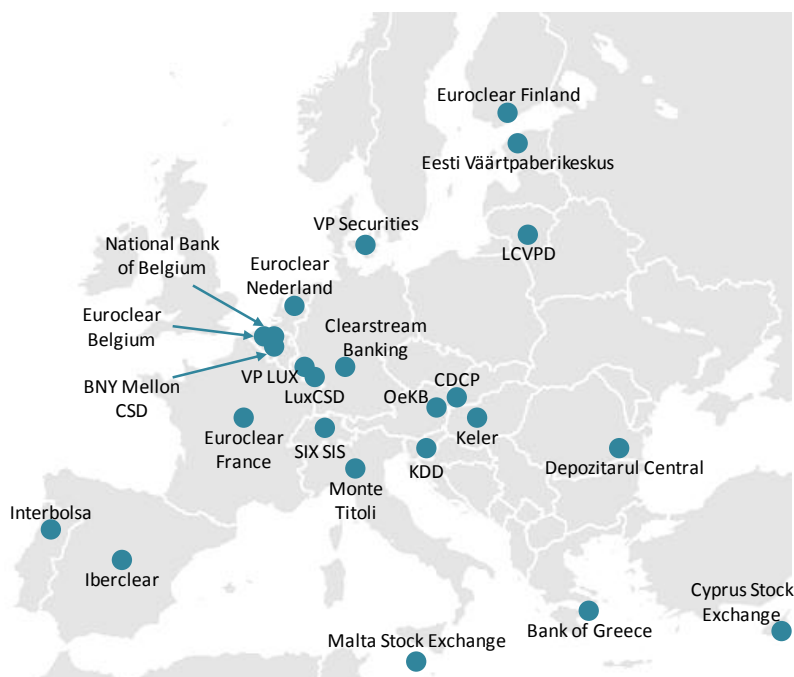 Euroclear Finland
Eesti Väärtpaberikeskus
VP Securities
LCVPD
National Bank
of Belgium
Euroclear
Nederland
Euroclear
Belgium
Clearstream
Banking
BNY Mellon
CSD
VP LUX
LuxCSD
OeKB
CDCP
Euroclear
France
SIX SIS
Keler
KDD
Monte
Titoli
Depozitarul Central
Interbolsa
Iberclear
Cyprus Stock
Exchange
Bank of Greece
Malta Stock Exchange